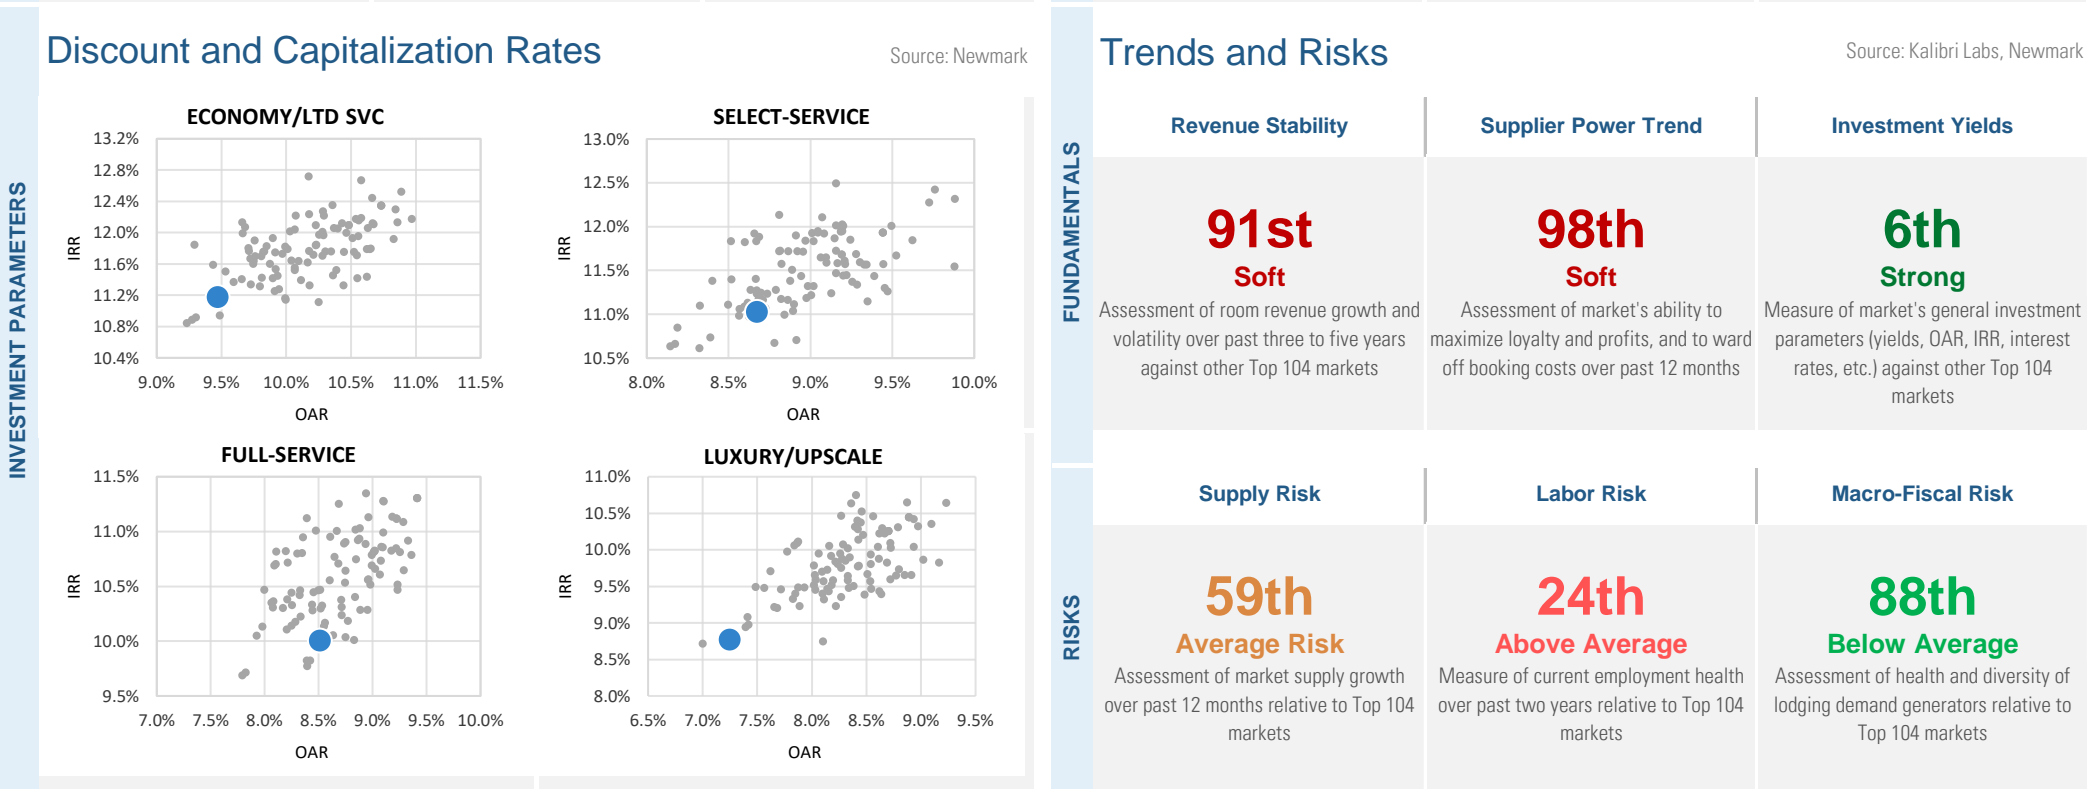 INVESTMENT PARAMETERS
Discount and Capitalization Rates
Source: Newmark
ECONOMY/LTD SVC
13.2%
12.8%
12.4%
12.0%
11.6%
11.2%
10.8%
10.4%
IRR
9.0% 9.5% 10.0% 10.5% 11.0% 11.5%
OAR
SELECT-SERVICE
13.0%
12.5%
12.0%
11.5%
11.0%
10.5%
IRR
8.0% 8.5% 9.0% 9.5% 10.0%
OAR
FULL-SERVICE
11.5%
11.0%
10.5%
10.0%
9.5%
IRR
7.0% 7.5% 8.0% 8.5% 9.0% 9.5% 10.0%
OAR
LUXURY/UPSCALE
11.0%
10.5%
10.0%
9.5%
9.0%
8.5%
8.0%
IRR
6.5% 7.0% 7.5% 8.0% 8.5% 9.0% 9.5%
OAR
Trends and Risks
Source: Kalibri Labs, Newmark
FUNDAMENTALS
Revenue Stability
91st
Soft
Assessment of room revenue growth and
volatility over past three to five years
against other Top 104 markets
Supplier Power Trend
98th
Soft
Assessment of market's ability to
maximize loyalty and profits, and to ward
off booking costs over past 12 months
Investment Yields
6th
Strong
Measure of market's general investment
parameters (yields, OAR, IRR, interest
rates, etc.) against other Top 104
markets
RISKS
Supply Risk
59th
Average Risk
Assessment of market supply growth
over past 12 months relative to Top 104
markets
Labor Risk
24th
Above Average
Measure of current employment health
over past two years relative to Top 104
markets
Macro-Fiscal Risk
88th
Below Average
Assessment of health and diversity of
lodging demand generators relative to
Top 104 markets